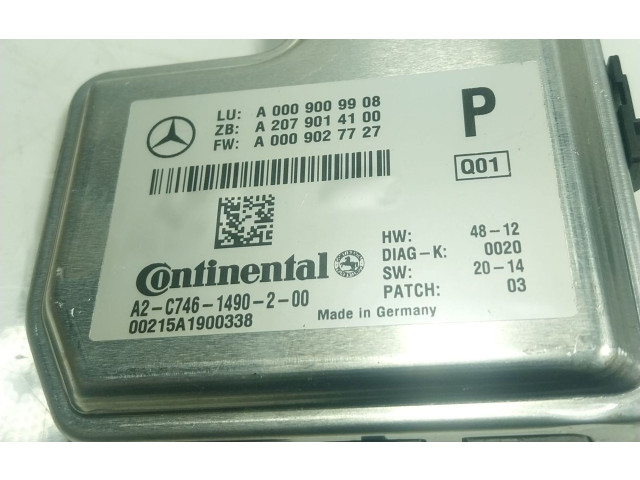 LU: A 000 900 99 08
ZB: A 207 901 41 00
FW: A 000 902 77 27
P
Q01
HW: 48-12
DIAG-K: 0020
SW: 20-14
PATCH: 03
Continental
A2-C746-1490-2-00
00215A1900338
Made in Germany